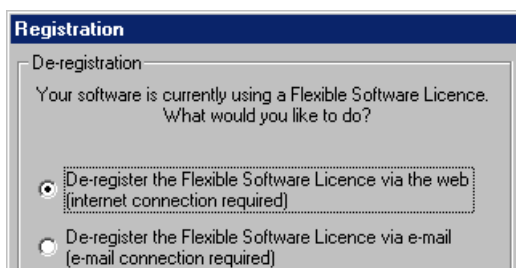 Registration
De-registration
Your software is currently using a Flexible Software Licence.
What would you like to do?
De-register the Flexible Software Licence via the web
(internet connection required)
De-register the Flexible Software Licence via e-mail
(e-mail connection required)